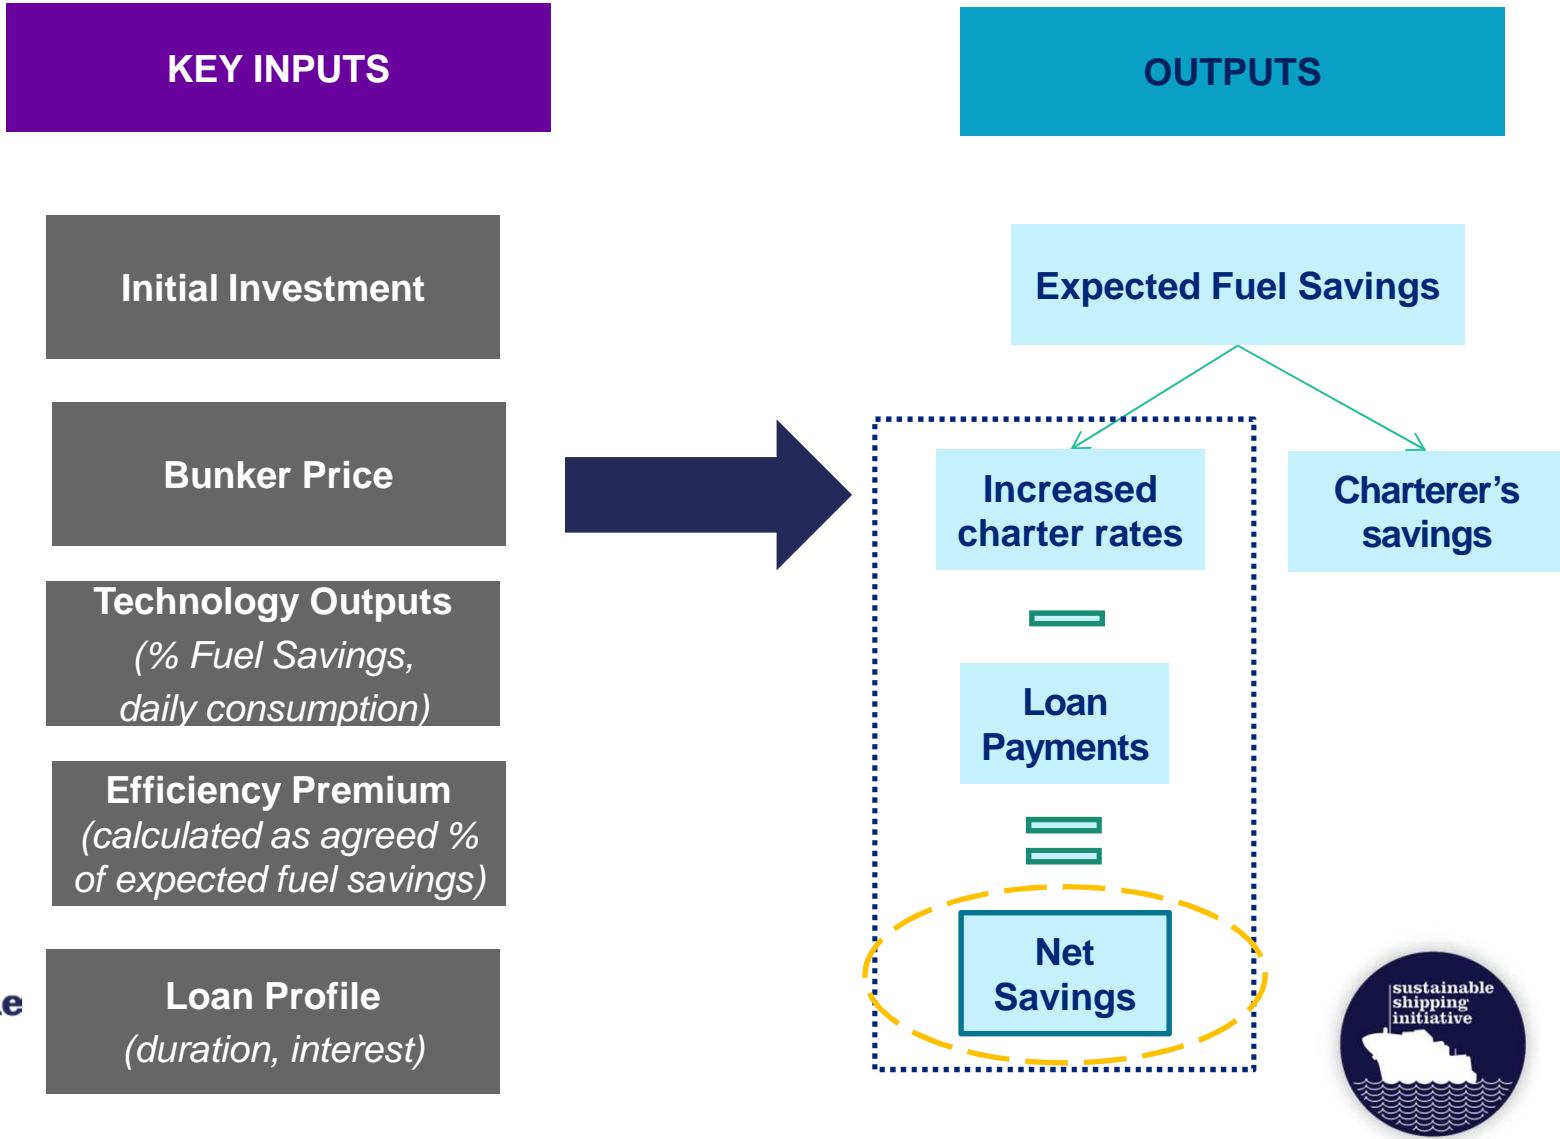 KEY INPUTS
OUTPUTS
Initial Investment
Bunker Price
Technology Outputs
(% Fuel Savings,
daily consumption)
Efficiency Premium
(calculated as agreed %
of expected fuel savings)
Loan Profile
(duration, interest)
Expected Fuel Savings
Increased
charter rates
Charterer’s
savings
Loan
Payments
Net
Savings
sustainable
shipping
initiative